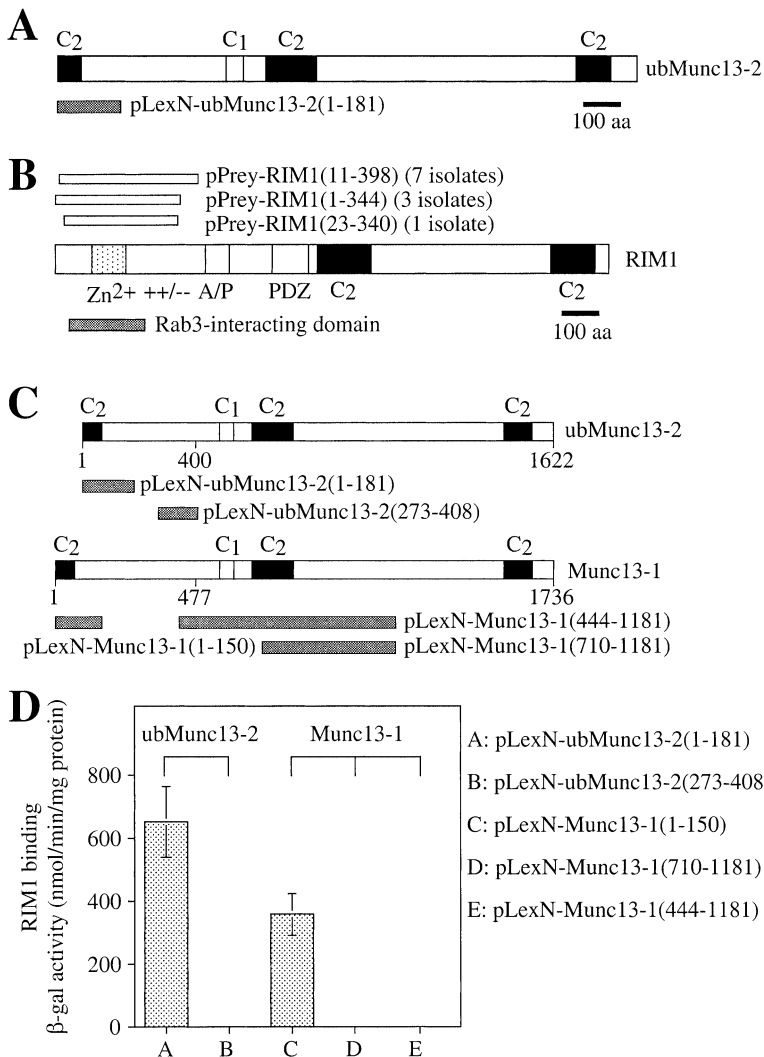 A
C2 C1 C2 C2
ubMunc13-2
pLexN-ubMunc13-2(1-181)
100 aa
B
pPrey-RIM1(11-398) (7 isolates)
pPrey-RIM1(1-344) (3 isolates)
pPrey-RIM1(23-340) (1 isolate)
RIM1
Zn2+ ++/-- A/P PDZ C2 C2
Rab3-interacting domain
100 aa
C
C2 C1 C2 C2
ubMunc13-2
1 400 1622
pLexN-ubMunc13-2(1-181)
pLexN-ubMunc13-2(273-408)
C2 C1 C2 C2
Munc13-1
1 477 1736
pLexN-Munc13-1(444-1181)
pLexN-Munc13-1(1-150)
pLexN-Munc13-1(710-1181)
D
ubMunc13-2 Munc13-1
RIM1 binding
β-gal activity (nmol/min/mg protein)
800
600
400
200
0
A B C D E
A: pLexN-ubMunc13-2(1-181)
B: pLexN-ubMunc13-2(273-408
C: pLexN-Munc13-1(1-150)
D: pLexN-Munc13-1(710-1181)
E: pLexN-Munc13-1(444-1181)